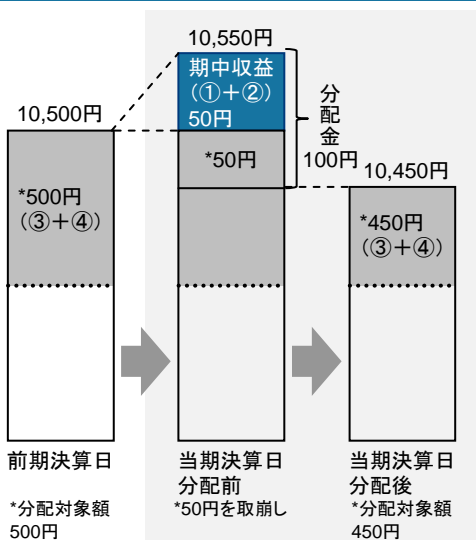 10,550円
期中収益
（①＋②）
50円
分配金
100円
10,500円
*50円
10,450円
*500円
（③＋④）
*450円
（③＋④）
前期決算日
当期決算日
分配前
当期決算日
分配後
*分配対象額
500円
*50円を取崩し
*分配対象額
450円